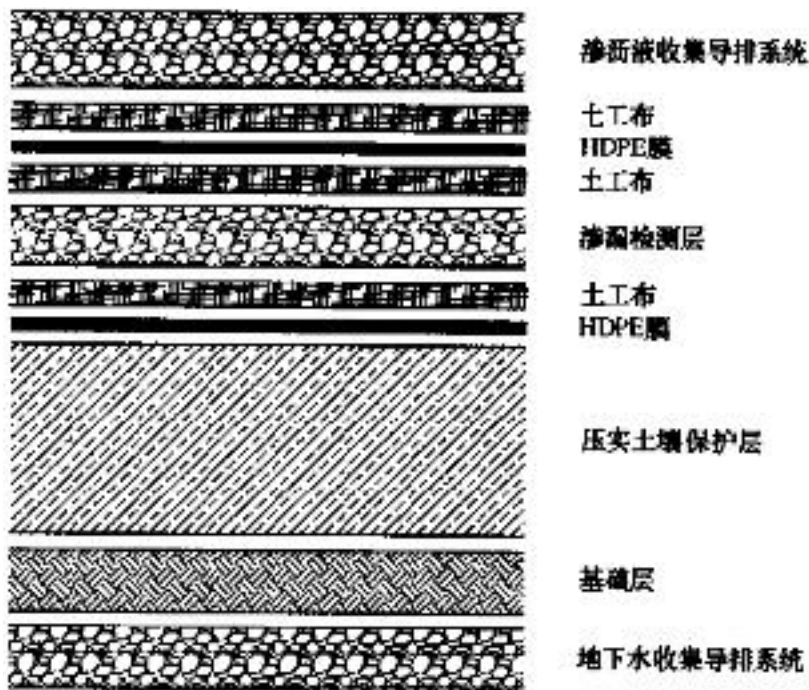 渗沥液收集导排系统
土工布
HDPE膜
土工布
渗漏检测层
土工布
HDPE膜
压实土壤保护层
基础层
地下水收集导排系统